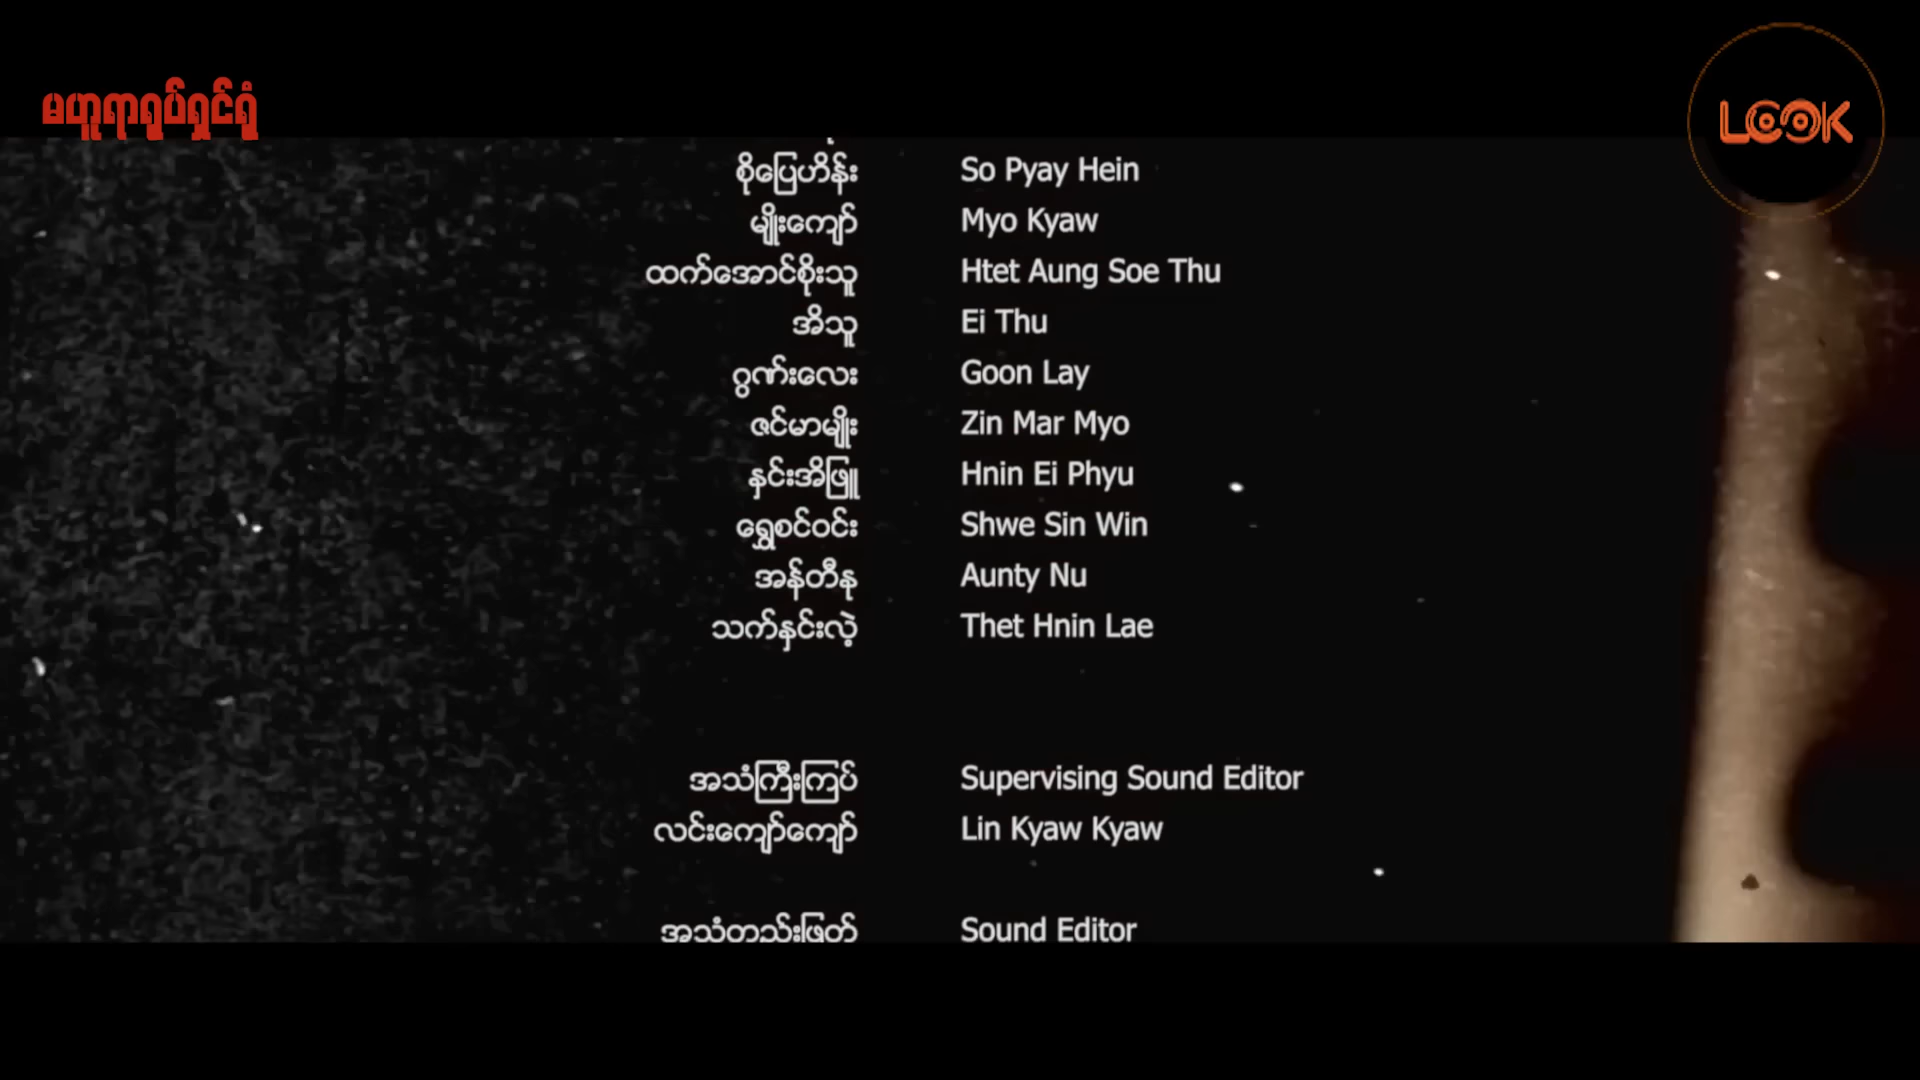 မဟူရာရုပ်ရှင်ရုံ
LOOK
စိုပြေဟိန်း So Pyay Hein
မျိုးကျော် Myo Kyaw
ထက်အောင်စိုးသူ Htet Aung Soe Thu
အိသူ Ei Thu
ဂွဏ်းလေး Goon Lay
ဇင်မာမျိုး Zin Mar Myo
နှင်းအိဖြူ Hnin Ei Phyu
ရွှေစင်ဝင်း Shwe Sin Win
အန်တီနု Aunty Nu
သက်နှင်းလဲ့ Thet Hnin Lae
အသံကြီးကြပ် Supervising Sound Editor
လင်းကျော်ကျော် Lin Kyaw Kyaw
အသံတည်းဖြတ် Sound Editor